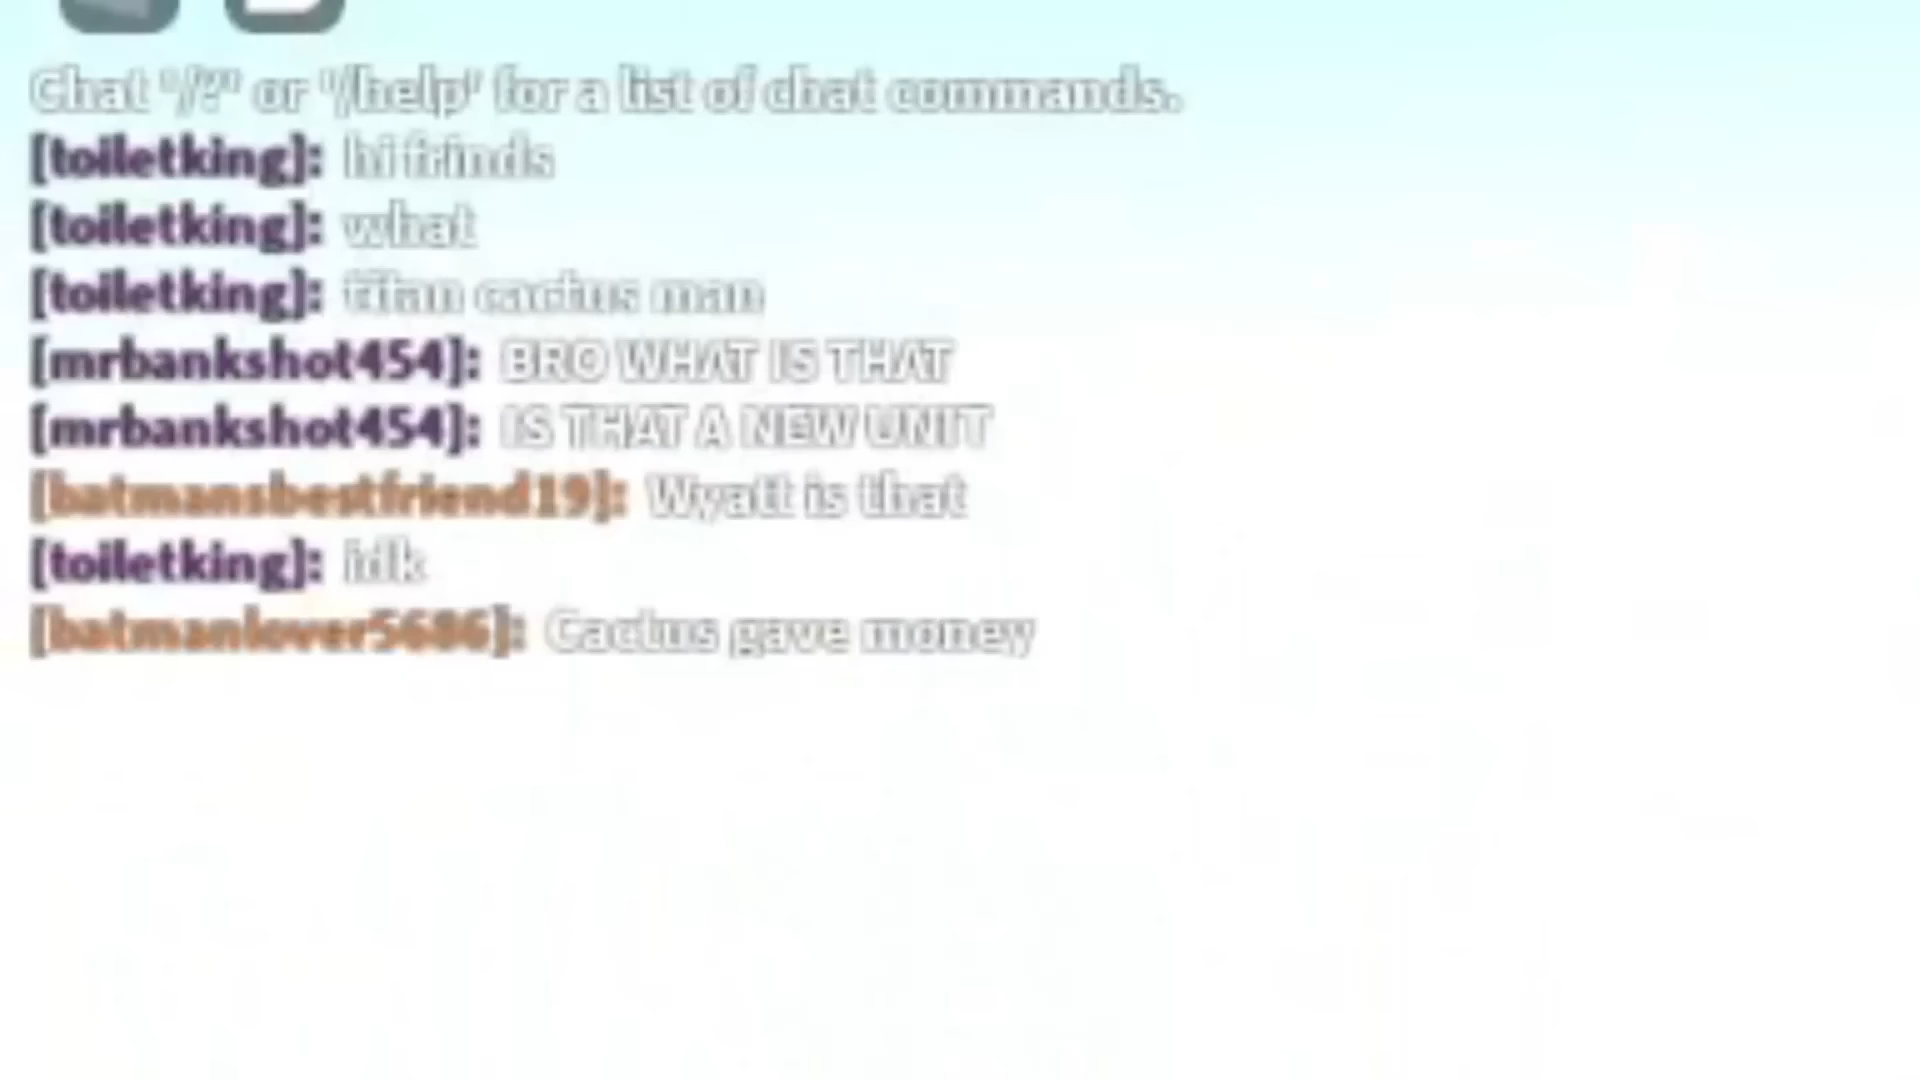 Chat '/?' or '/help' for a list of chat commands.
[toiletking]: hi frinds
[toiletking]: what
[toiletking]: titan cactus man
[mrbankshot454]: BRO WHAT IS THAT
[mrbankshot454]: IS THAT A NEW UNIT
[batmansbestfriend19]: Wyatt is that
[toiletking]: idk
[batmanlover5686]: Cactus gave money